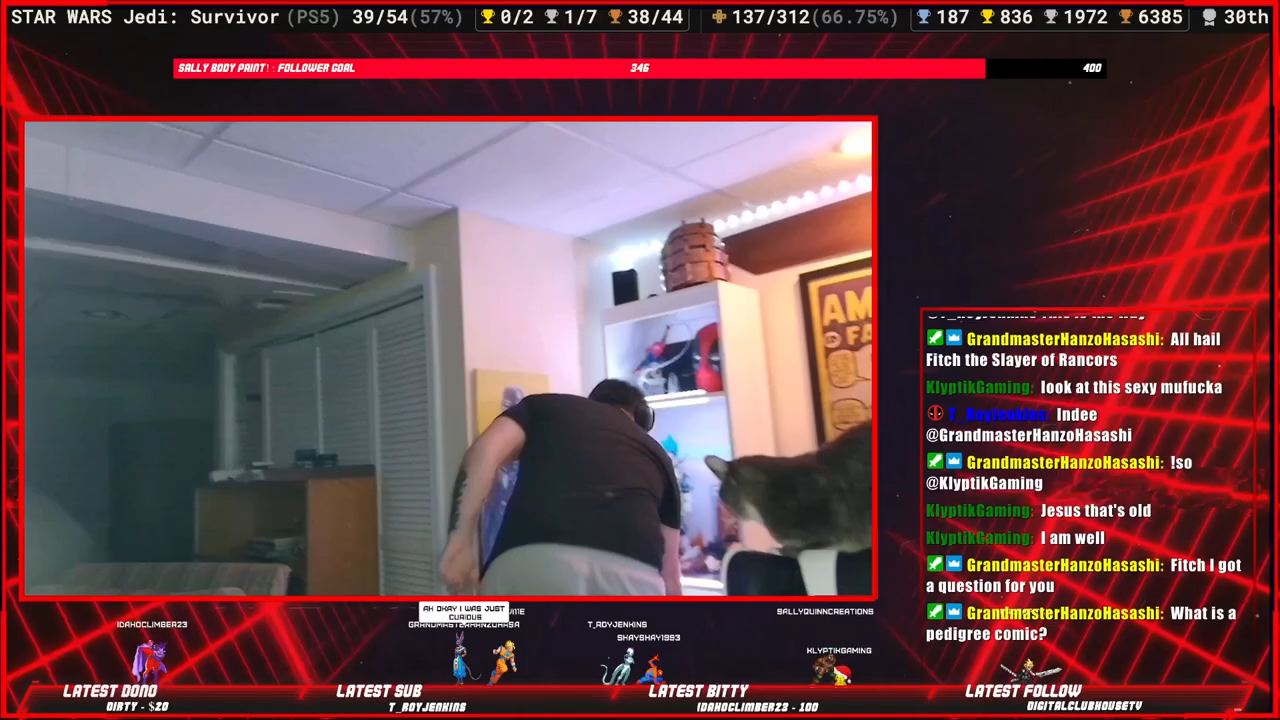 STAR WARS Jedi: Survivor (PS5) 39/54(57%) 0/2 1/7 38/44 137/312(66.75%) 187 836 1972 6385 30th
SALLY BODY PAINT! : FOLLOWER GOAL 346 400
AM
FA
GrandmasterHanzoHasashi: All hail
Fitch the Slayer of Rancors
KlyptikGaming: look at this sexy mufucka
T_RoyJenkins: Indee
@GrandmasterHanzoHasashi
GrandmasterHanzoHasashi: !so
@KlyptikGaming
KlyptikGaming: Jesus that's old
KlyptikGaming: I am well
GrandmasterHanzoHasashi: Fitch I got
a question for you
GrandmasterHanzoHasashi: What is a
pedigree comic?
AH OKAY I WAS JUST
CURIOUS
SALLYQUINNCREATIONS
IDAHOCLIMBER23
GRANDMASTERHANZOHASA
T_ROYJENKINS
SHAYSHAY1993
KLYPTIKGAMING
LATEST DONO
DIRTY - $20
LATEST SUB
T_ROYJENKINS
LATEST BITTY
IDAHOCLIMBER23 - 100
LATEST FOLLOW
DIGITALCLUBHOUSETV